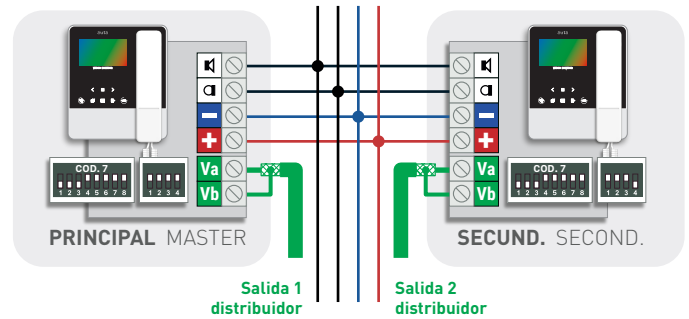 auta
auta
−
−
+
+
Va
Va
COD. 7
COD. 7
Vb
Vb
1 2 3 4 5 6 7 8
1 2 3 4
1 2 3 4 5 6 7 8
1 2 3 4
PRINCIPAL MASTER
SECUND. SECOND.
Salida 1
distribuidor
Salida 2
distribuidor